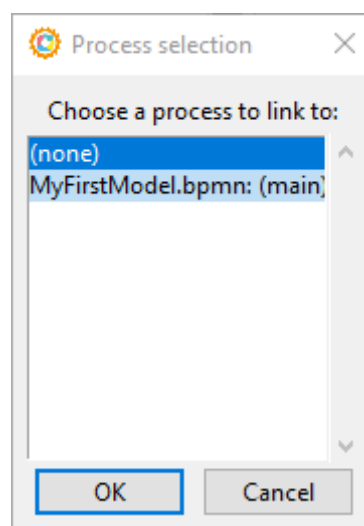 Process selection
Choose a process to link to:
(none)
MyFirstModel.bpmn: (main)
OK
Cancel